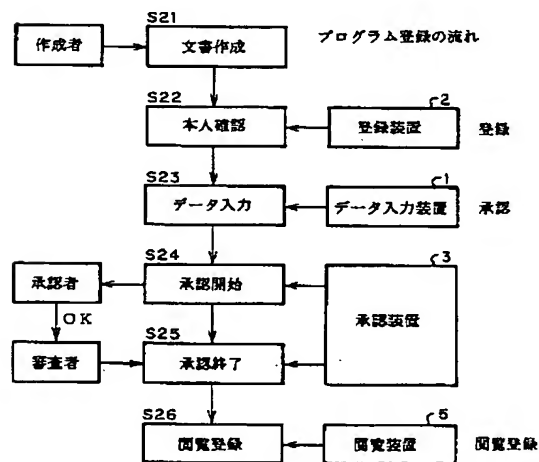 S21
作成者
文書作成
プログラム登録の流れ
S22
2
本人確認
登録装置
登録
S23
1
データ入力
データ入力装置
承認
S24
3
承認者
承認開始
承認装置
OK
S25
審査者
承認終了
S26
5
閲覧登録
閲覧装置
閲覧登録